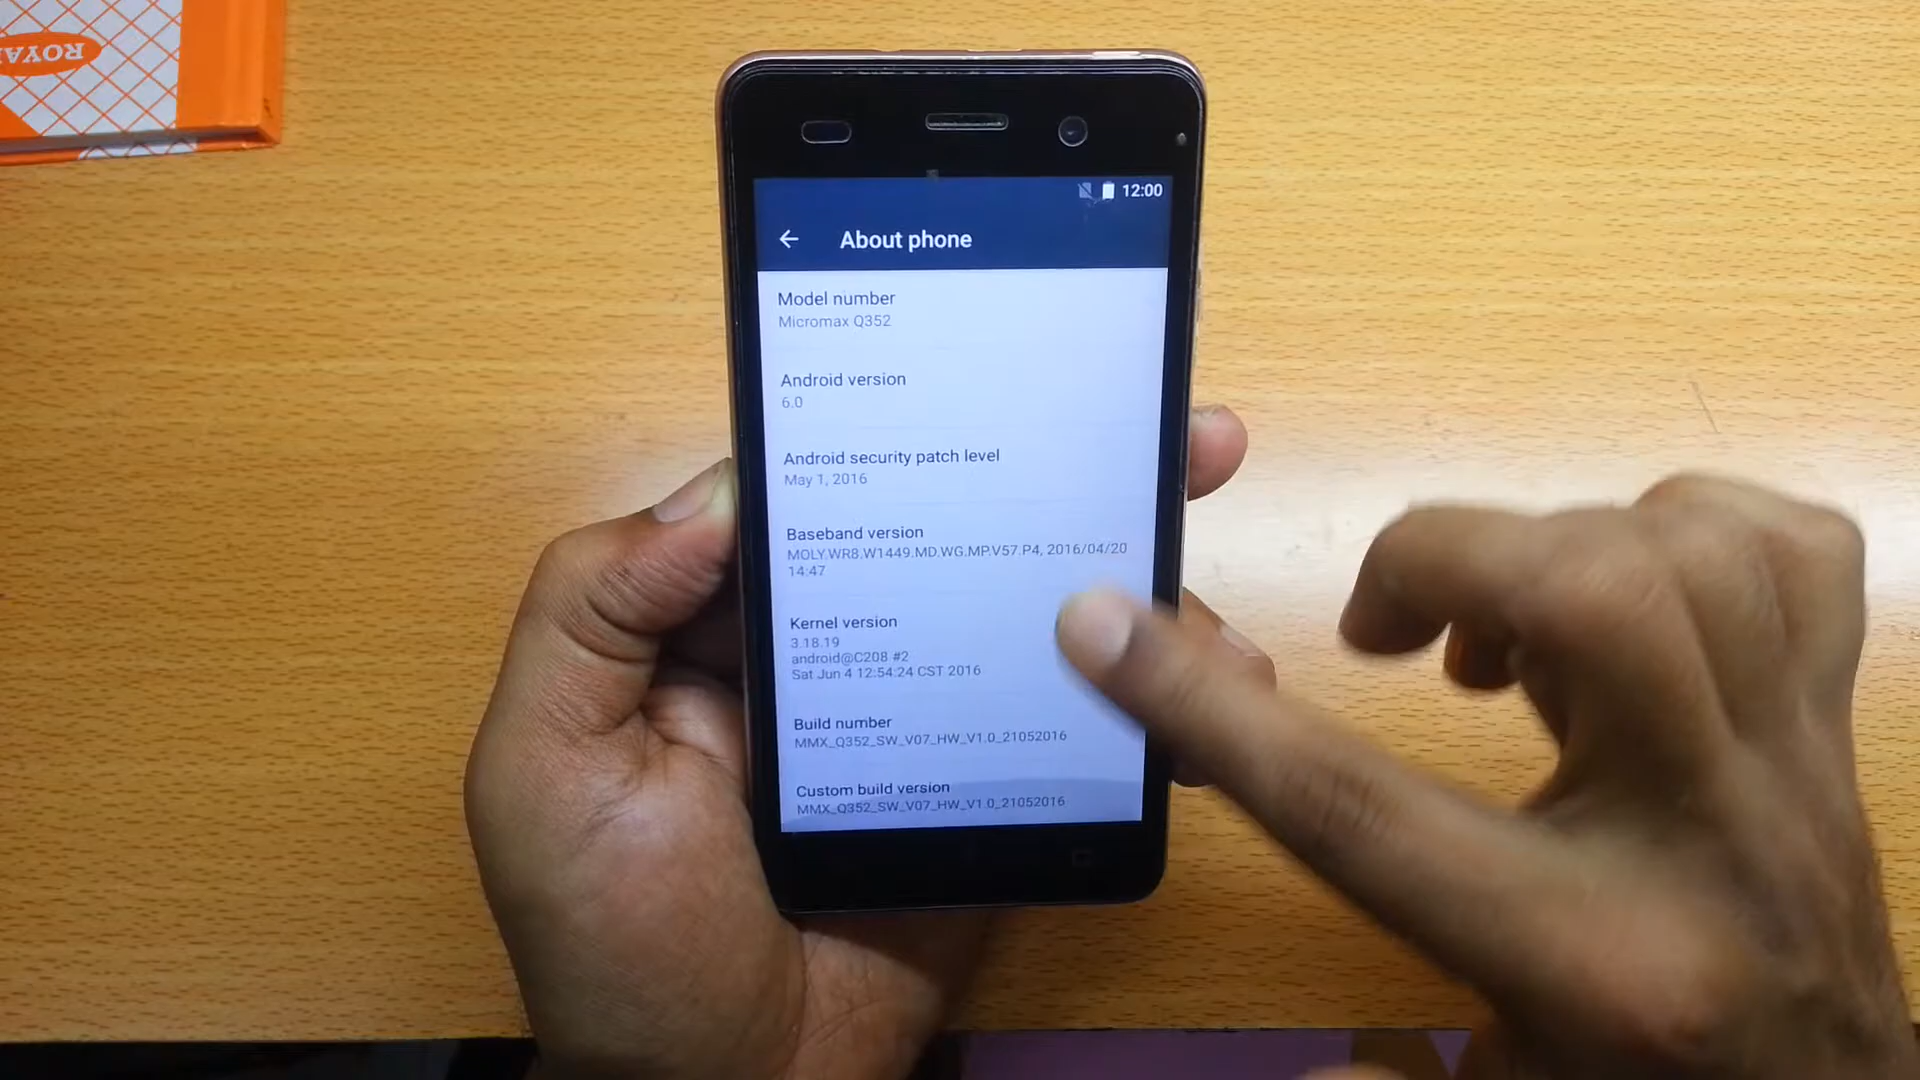 ROYAL
12:00
About phone
Model number
Micromax Q352
Android version
6.0
Android security patch level
May 1, 2016
Baseband version
MOLY.WR8.W1449.MD.WG.MP.V57.P4, 2016/04/20
14:47
Kernel version
3.18.19
android@C208 #2
Sat Jun 4 12:54:24 CST 2016
Build number
MMX_Q352_SW_V07_HW_V1.0_21052016
Custom build version
MMX_Q352_SW_V07_HW_V1.0_21052016